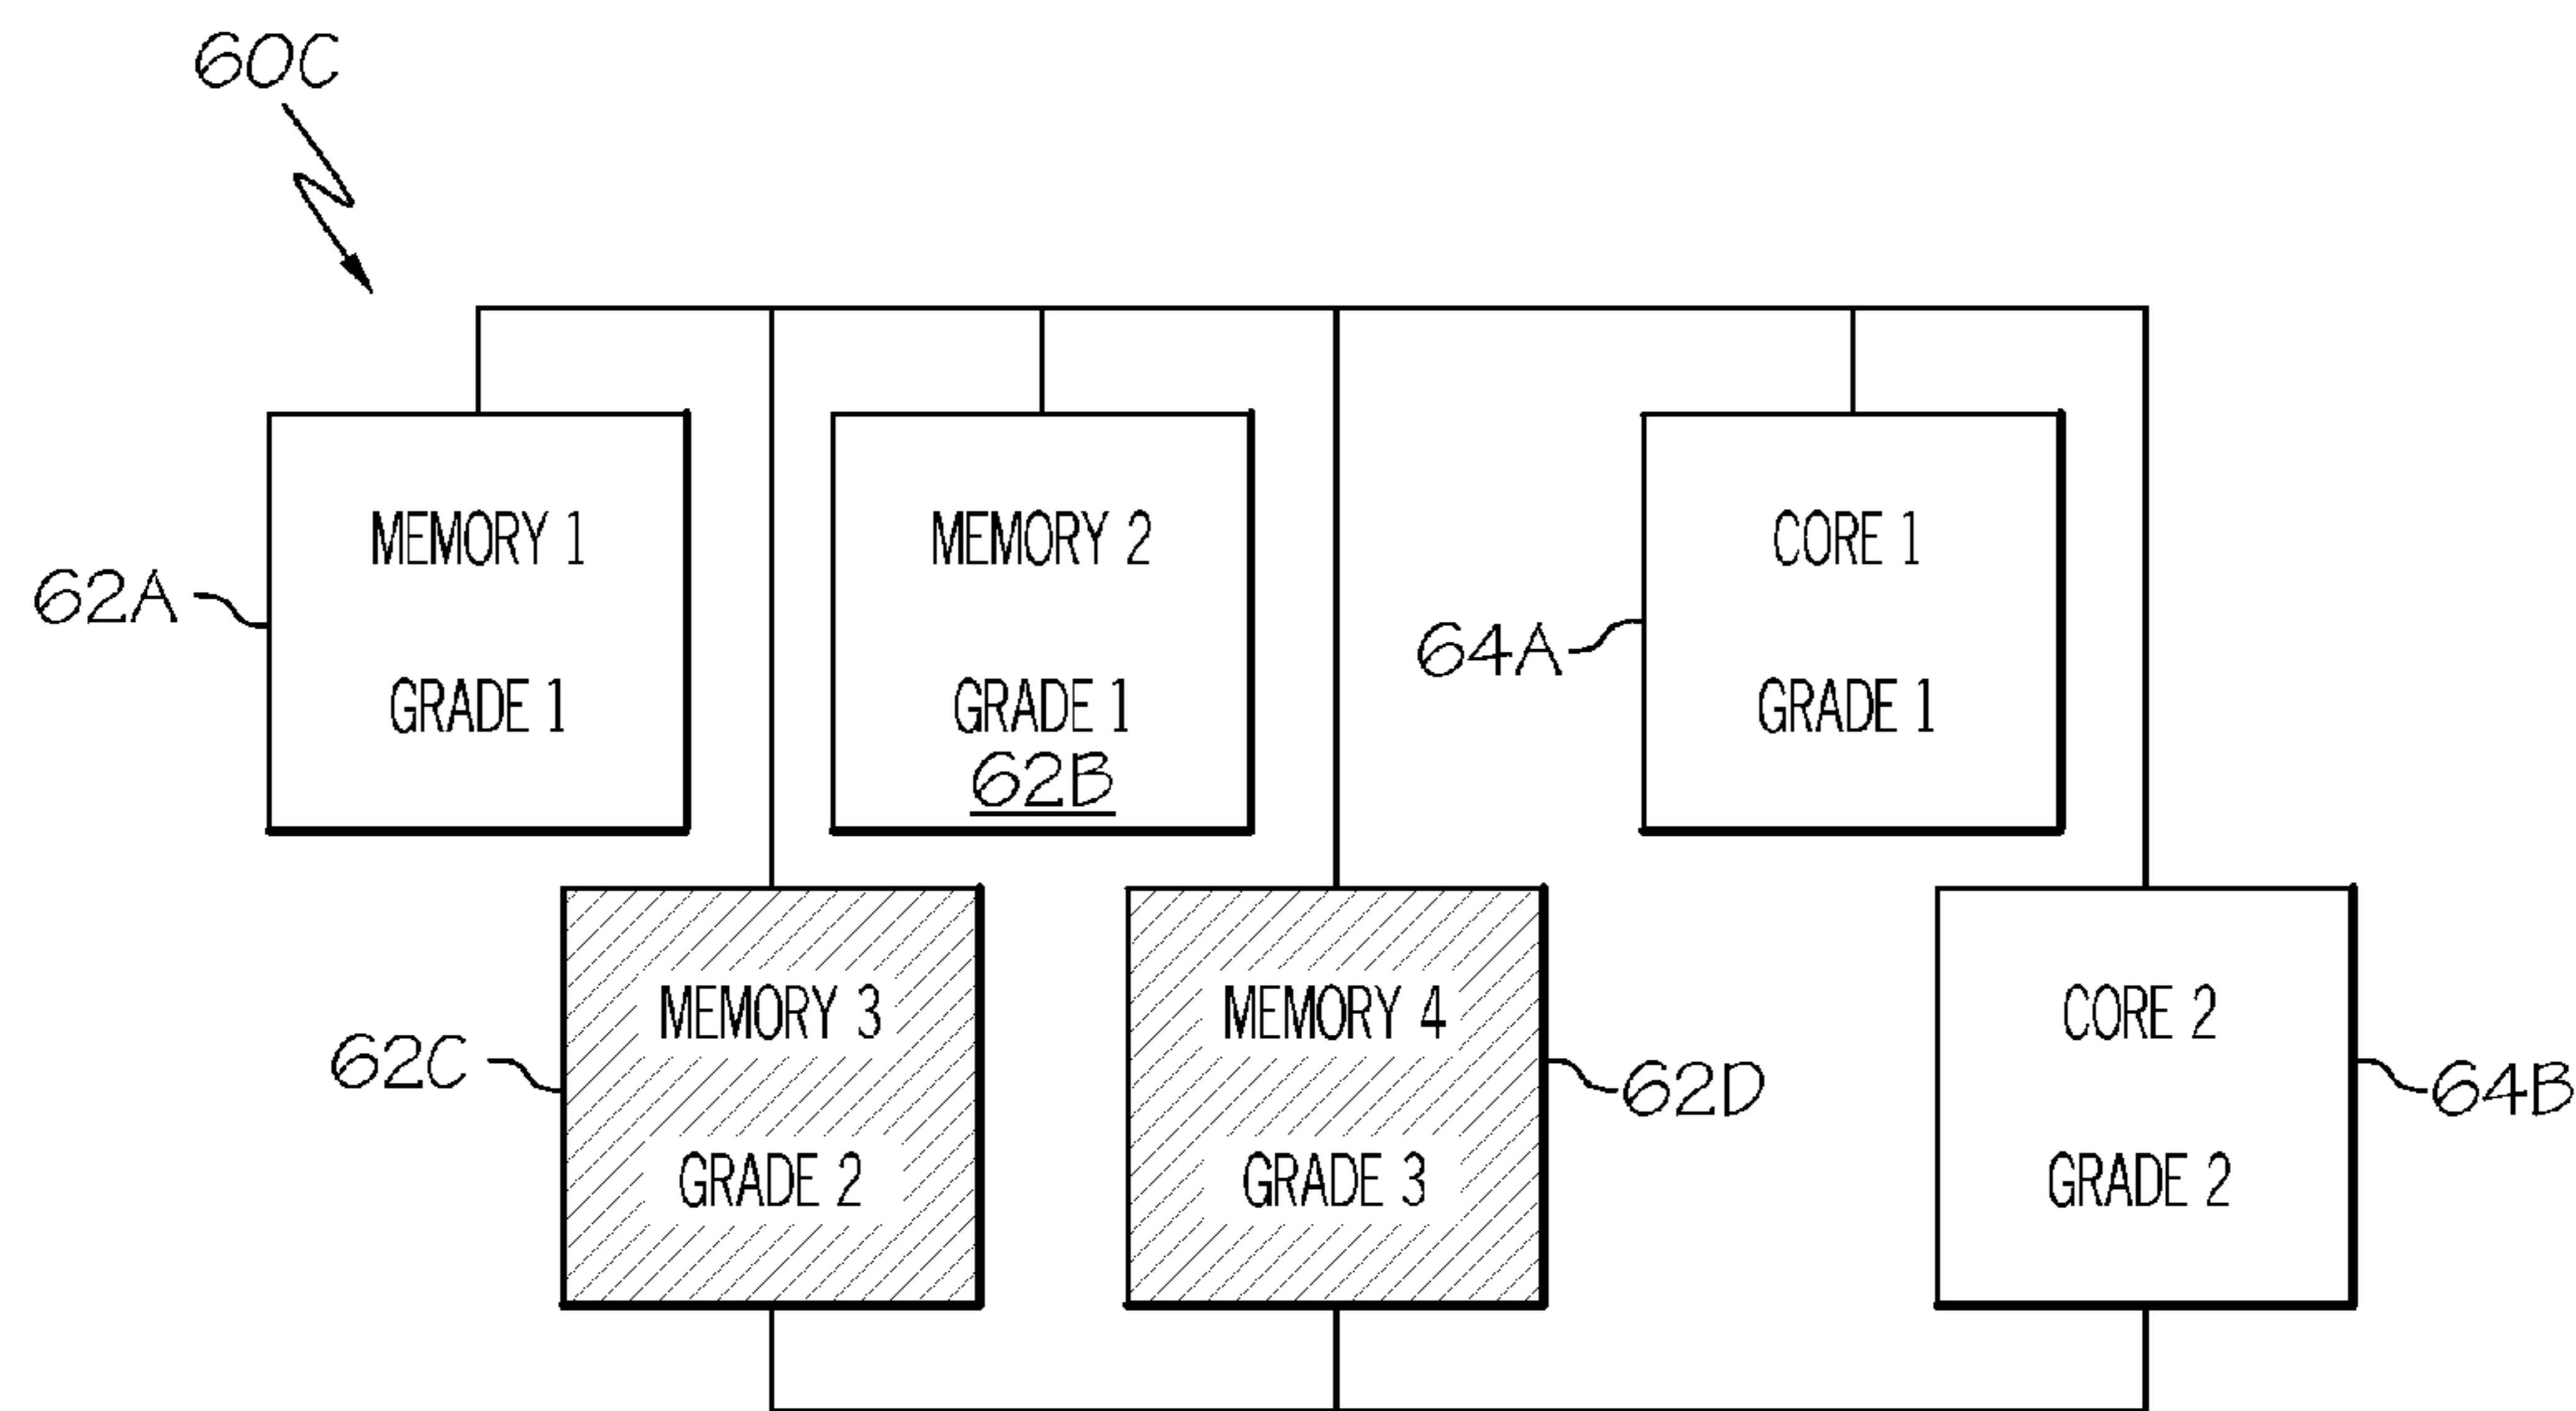 60C
MEMORY 1
GRADE 1
62A
MEMORY 2
GRADE 1
62B
CORE 1
GRADE 1
64A
MEMORY 3
GRADE 2
62C
MEMORY 4
GRADE 3
62D
CORE 2
GRADE 2
64B